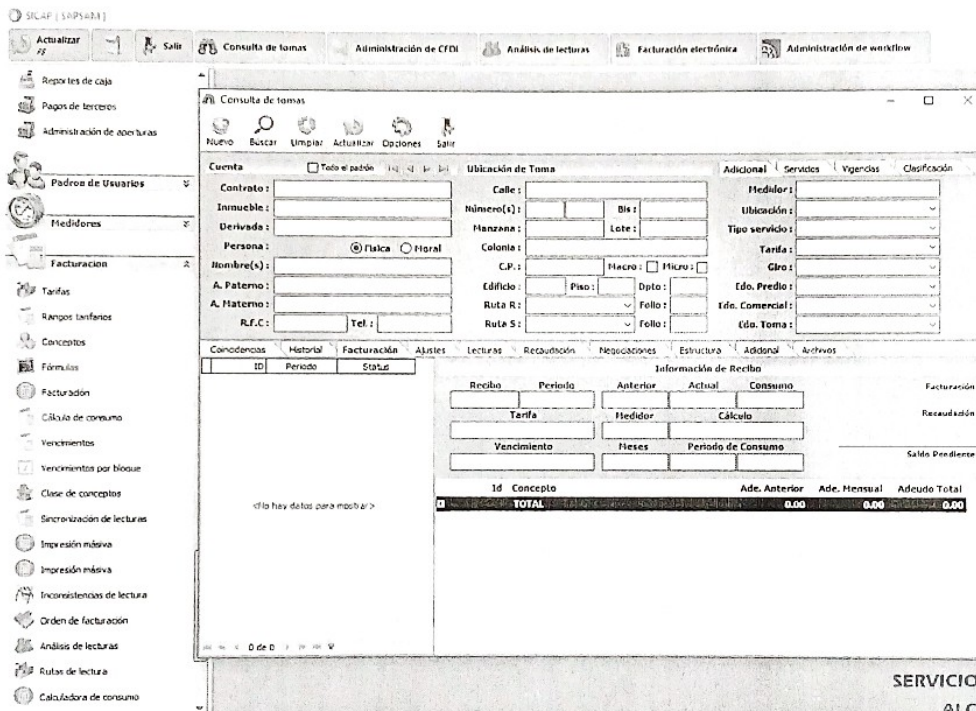 SICAP [ SAPSAM ]
Actualizar F5
Salir
Consulta de tomas
Administración de CFDI
Análisis de lecturas
Facturación electrónica
Administración de workflow
Reportes de caja
Pagos de terceros
Administración de aperturas
Padron de Usuarios
Medidores
Facturacion
Tarifas
Rangos tarifarios
Conceptos
Fórmulas
Facturación
Cálculo de consumo
Vencimientos
Vencimientos por bloque
Clase de conceptos
Sincronización de lecturas
Impresión másiva
Impresión másiva
Inconsistencias de lectura
Orden de facturación
Análisis de lecturas
Rutas de lectura
Calculadora de consumo
Consulta de tomas
Nuevo Buscar Limpiar Actualizar Opciones Salir
Cuenta Todo el padrón
Contrato :
Inmueble :
Derivada :
Persona : Física Moral
Nombre(s) :
A. Paterno :
A. Materno :
R.F.C : Tel. :
Ubicación de Toma
Calle :
Número(s) : Bis :
Manzana : Lote :
Colonia :
C.P. : Macro : Micro :
Edificio : Piso : Dpto :
Ruta R : Folio :
Ruta S : Folio :
Adicional Servicios Vigencias Clasificación
Medidor :
Ubicación :
Tipo servicio :
Tarifa :
Giro :
Edo. Predio :
Edo. Comercial :
Edo. Toma :
Coincidencias Historial Facturación Ajustes Lecturas Recaudación Negociaciones Estructura Adicional Archivos
ID Periodo Status
<No hay datos para mostrar>
0 de 0
Información de Recibo
Recibo Periodo Anterior Actual Consumo
Tarifa Medidor Cálculo
Vencimiento Meses Periodo de Consumo
Facturación
Recaudación
Saldo Pendiente
Id Concepto Ade. Anterior Ade. Mensual Adeudo Total
TOTAL 0.00 0.00 0.00
SERVICIO
ALC